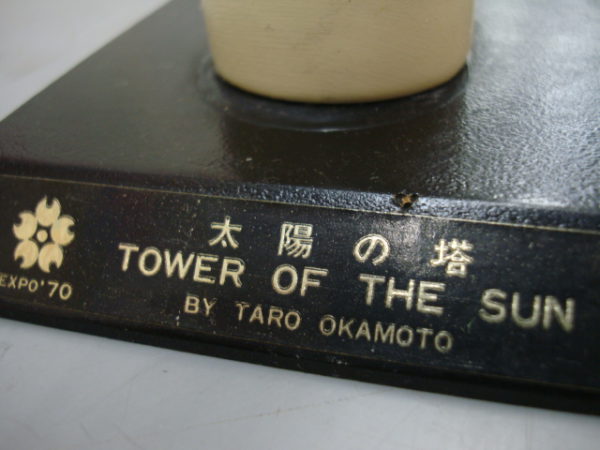 太陽の塔
TOWER OF THE SUN
BY TARO OKAMOTO
EXPO'70